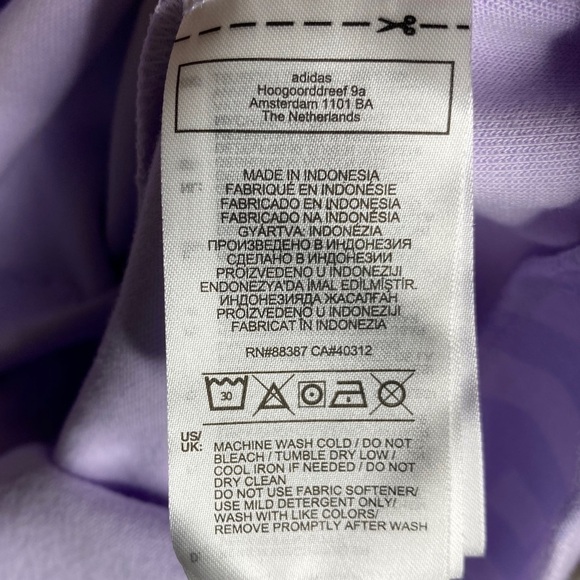 adidas
Hoogoorddreef 9a
Amsterdam 1101 BA
The Netherlands
MADE IN INDONESIA
FABRIQUÉ EN INDONÉSIE
FABRICADO EN INDONESIA
FABRICADO NA INDONÉSIA
GYÁRTVA: INDONÉZIA
ПРОИЗВЕДЕНО В ИНДОНЕЗИЯ
СДЕЛАНО В ИНДОНЕЗИИ
PROIZVEDENO U INDONEZIJI
ENDONEZYA'DA İMAL EDİLMİŞTİR.
ИНДОНЕЗИЯДА ЖАСАЛҒАН
PROIZVEDENO U INDONEZIJI
FABRICAT ÎN INDONEZIA
RN#88387 CA#40312
30
US/
UK: MACHINE WASH COLD / DO NOT
BLEACH / TUMBLE DRY LOW /
COOL IRON IF NEEDED / DO NOT
DRY CLEAN
DO NOT USE FABRIC SOFTENER/
USE MILD DETERGENT ONLY/
WASH WITH LIKE COLORS/
REMOVE PROMPTLY AFTER WASH